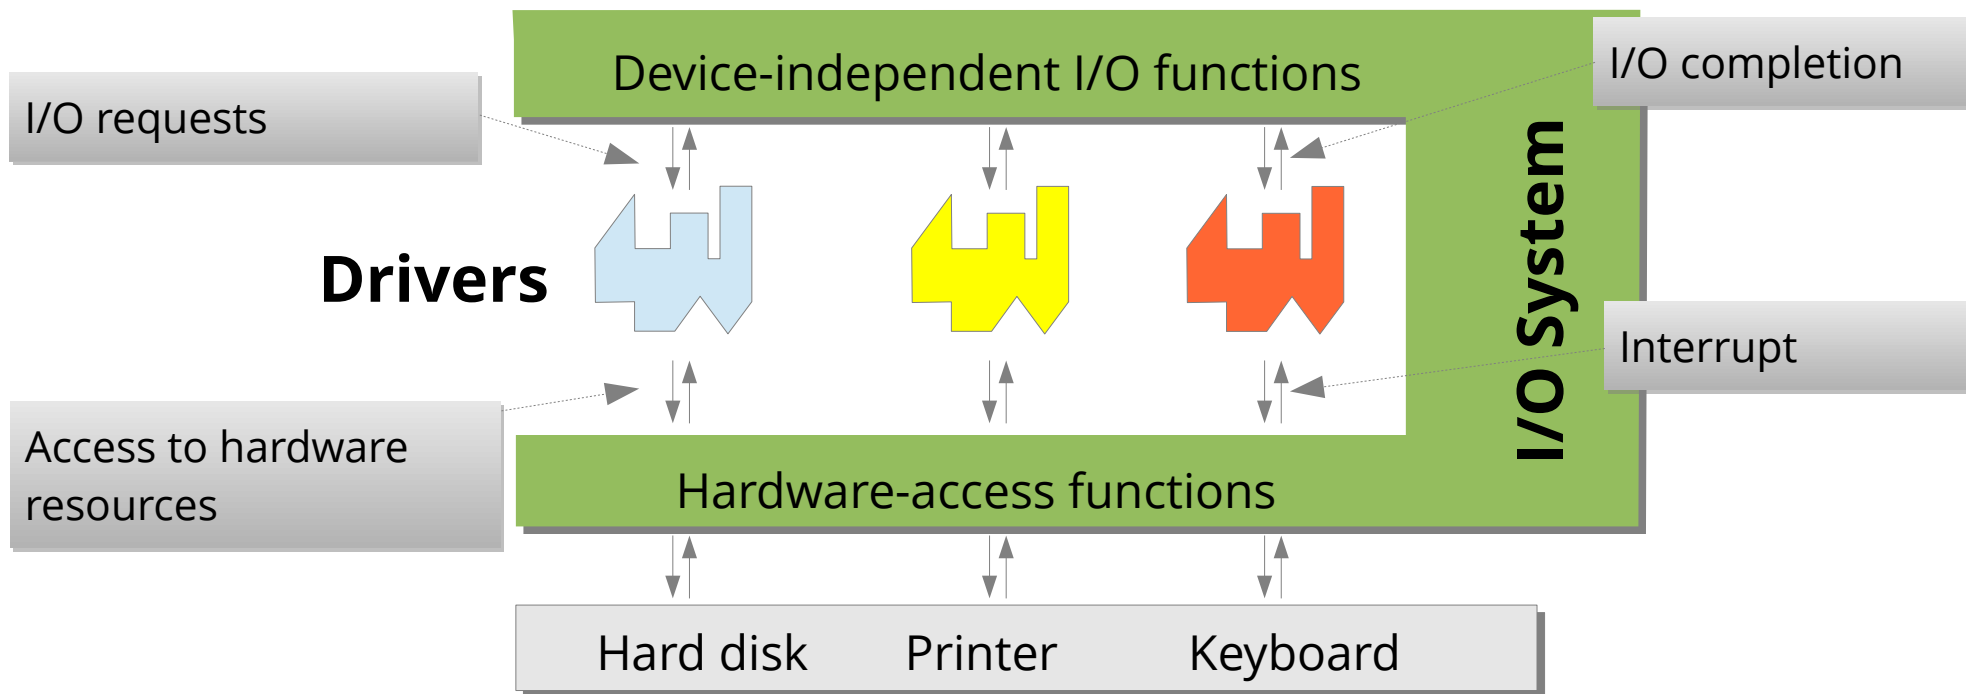 Device-independent I/O functions
I/O completion
I/O requests
I/O System
Drivers
Interrupt
Access to hardware
resources
Hardware-access functions
Hard disk
Printer
Keyboard